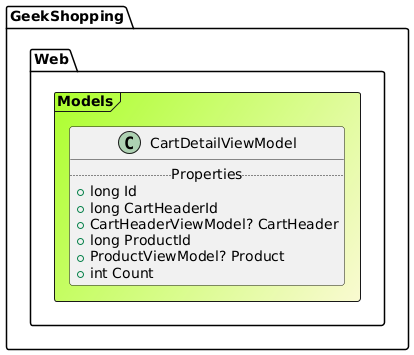 GeekShopping
Web
Models
C CartDetailViewModel
Properties
long Id
long CartHeaderId
CartHeaderViewModel? CartHeader
long ProductId
ProductViewModel? Product
int Count